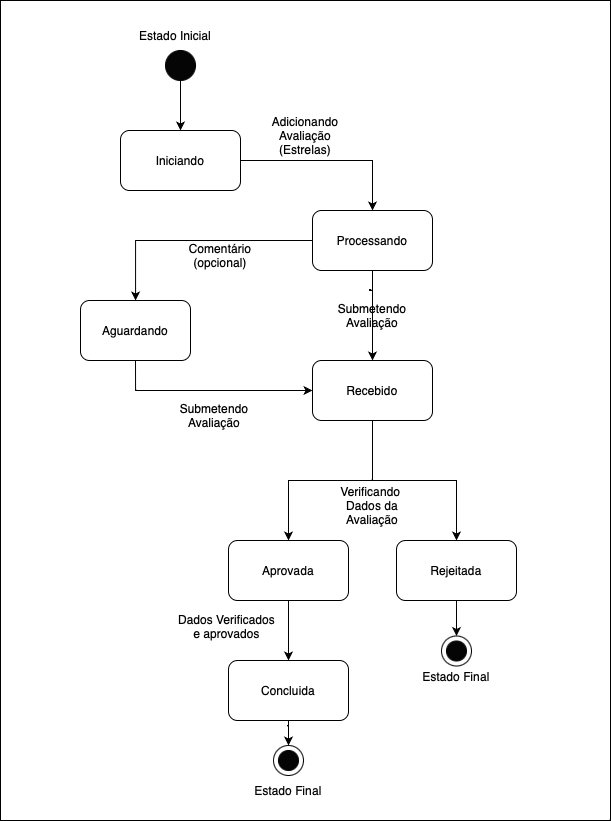 Estado Inicial
Adicionando
Avaliação
(Estrelas)
Iniciando
Processando
Comentário
(opcional)
Submetendo
Avaliação
Aguardando
Recebido
Submetendo
Avaliação
Verificando
Dados da
Avaliação
Aprovada
Rejeitada
Dados Verificados
e aprovados
Estado Final
Concluida
Estado Final